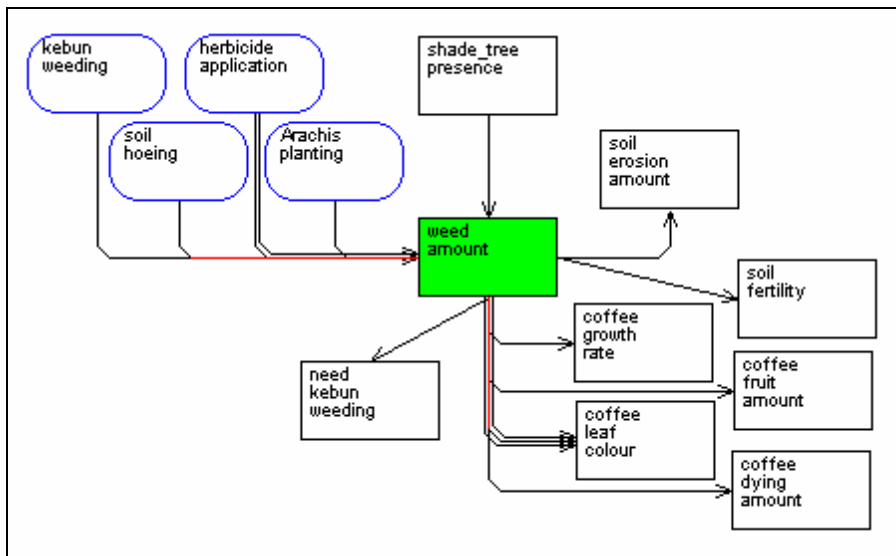 kebun
weeding
herbicide
application
shade_tree
presence
soil
hoeing
Arachis
planting
soil
erosion
amount
weed
amount
soil
fertility
coffee
growth
rate
need
kebun
weeding
coffee
fruit
amount
coffee
leaf
colour
coffee
dying
amount